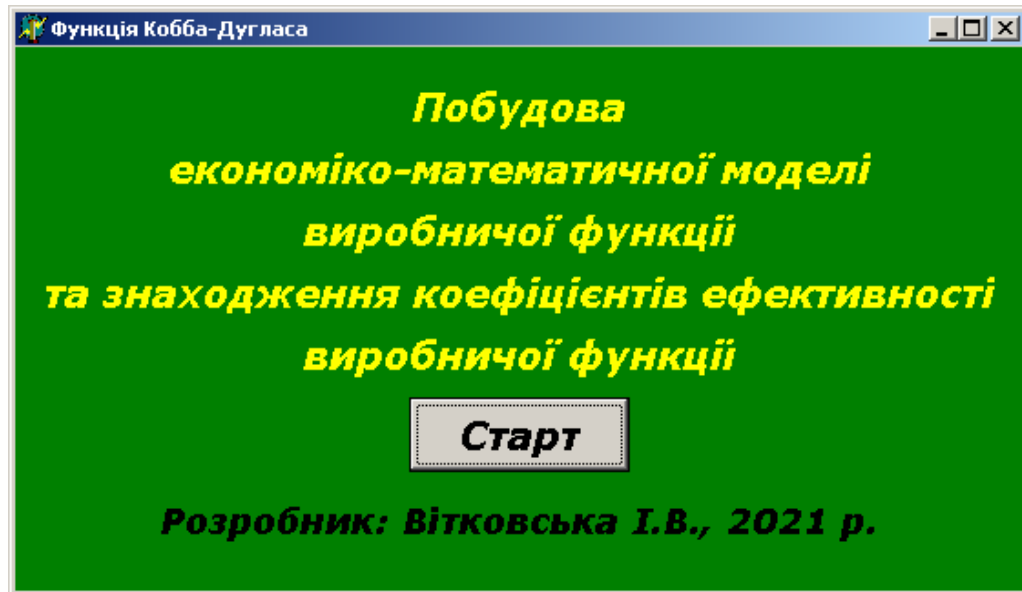 Функція Кобба-Дугласа
Побудова
економіко-математичної моделі
виробничої функції
та знаходження коефіцієнтів ефективності
виробничої функції
Старт
Розробник: Вітковська І.В., 2021 р.